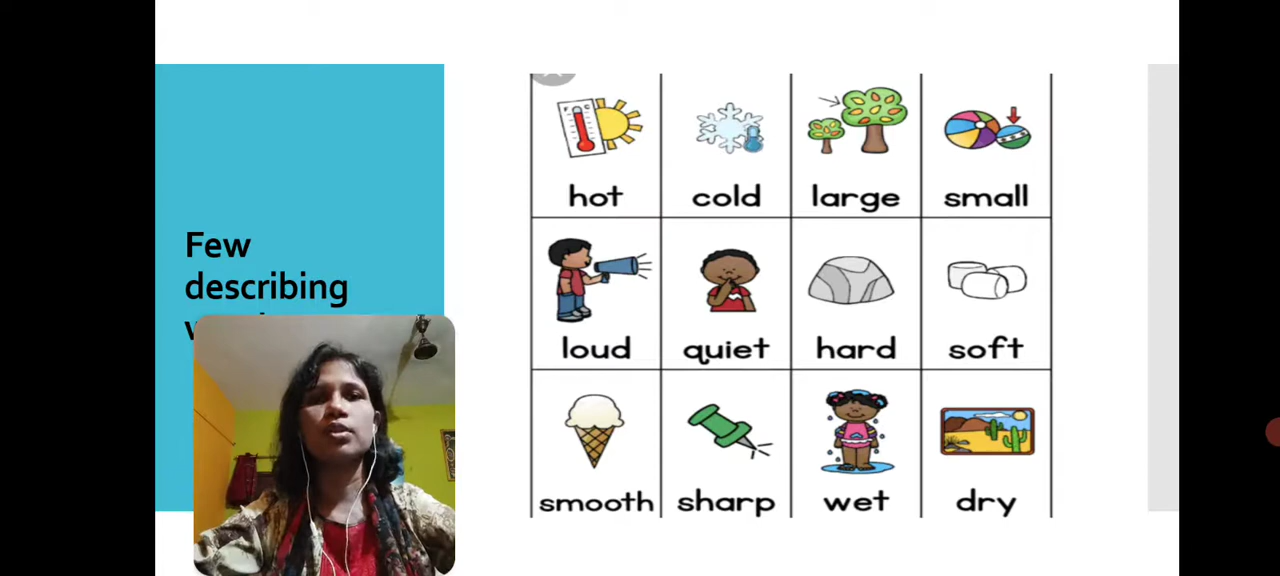 Few
describing
hot cold large small
loud quiet hard soft
smooth sharp wet dry